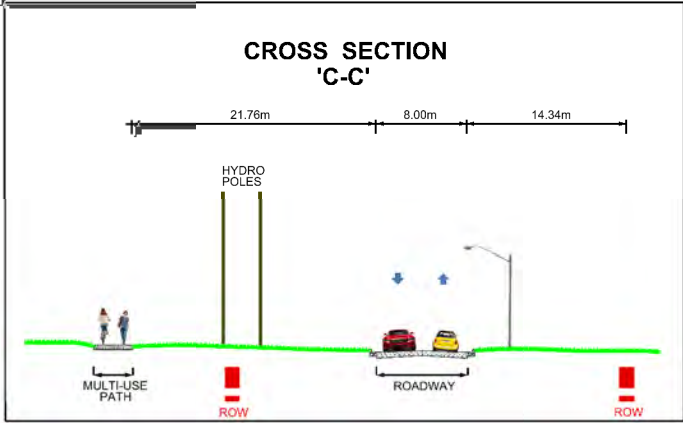 CROSS SECTION
'C-C'
21.76m 8.00m 14.34m
HYDRO
POLES
MULTI-USE
PATH
ROADWAY
ROW
ROW